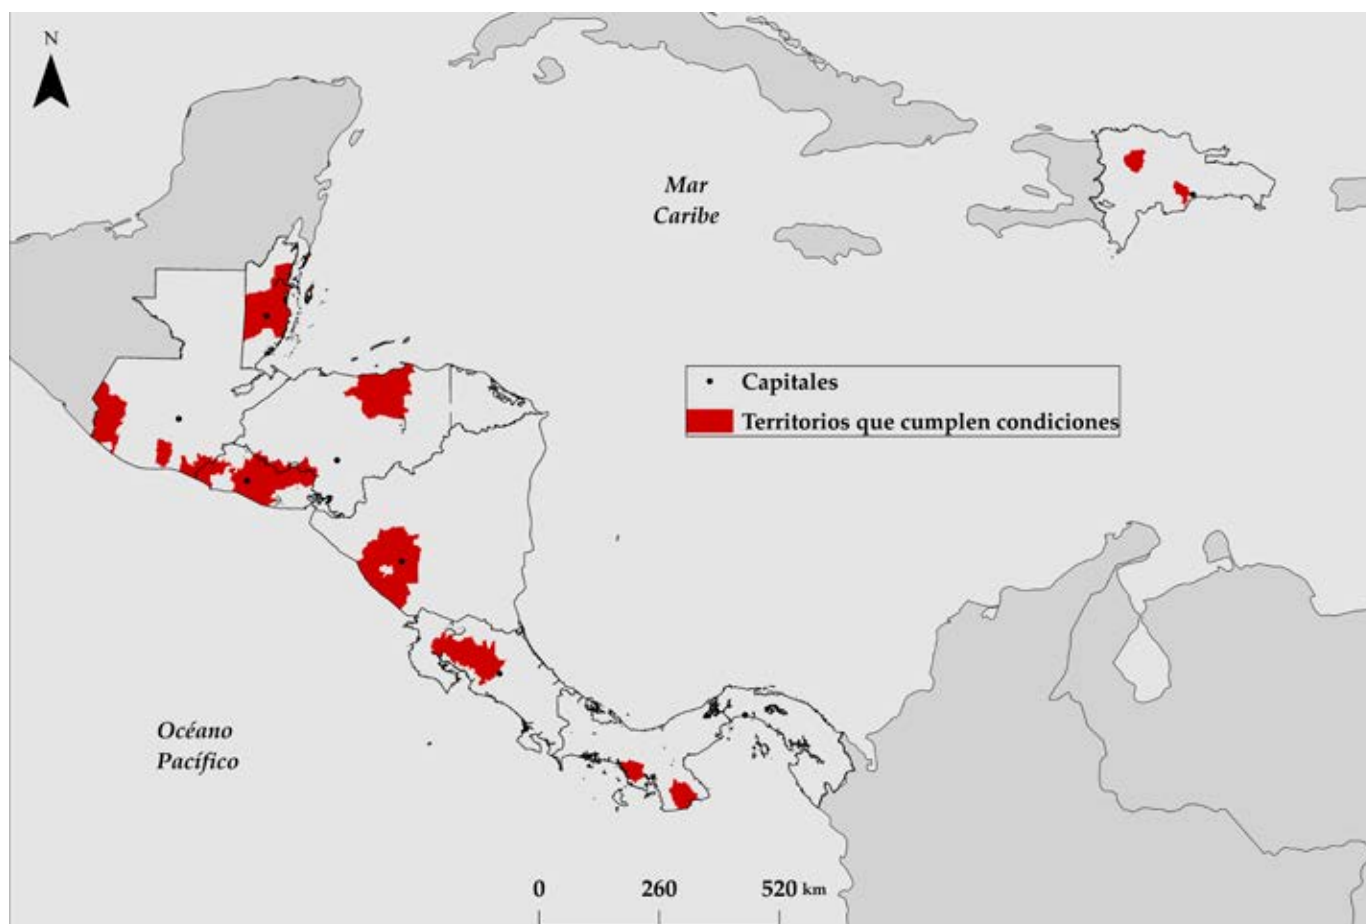 N
Mar
Caribe
Capitales
Territorios que cumplen condiciones
Océano
Pacífico
0 260 520 km